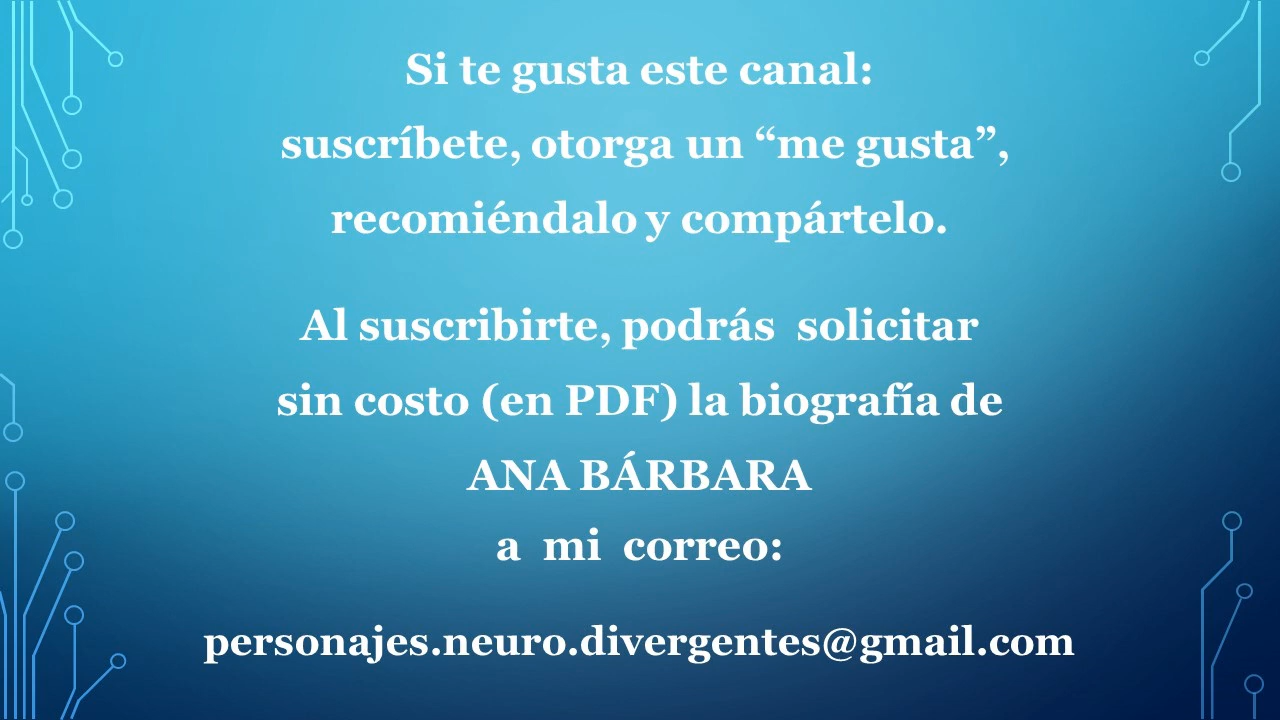 Si te gusta este canal:
suscríbete, otorga un “me gusta”,
recomiéndalo y compártelo.
Al suscribirte, podrás solicitar
sin costo (en PDF) la biografía de
ANA BÁRBARA
a mi correo:
personajes.neuro.divergentes@gmail.com